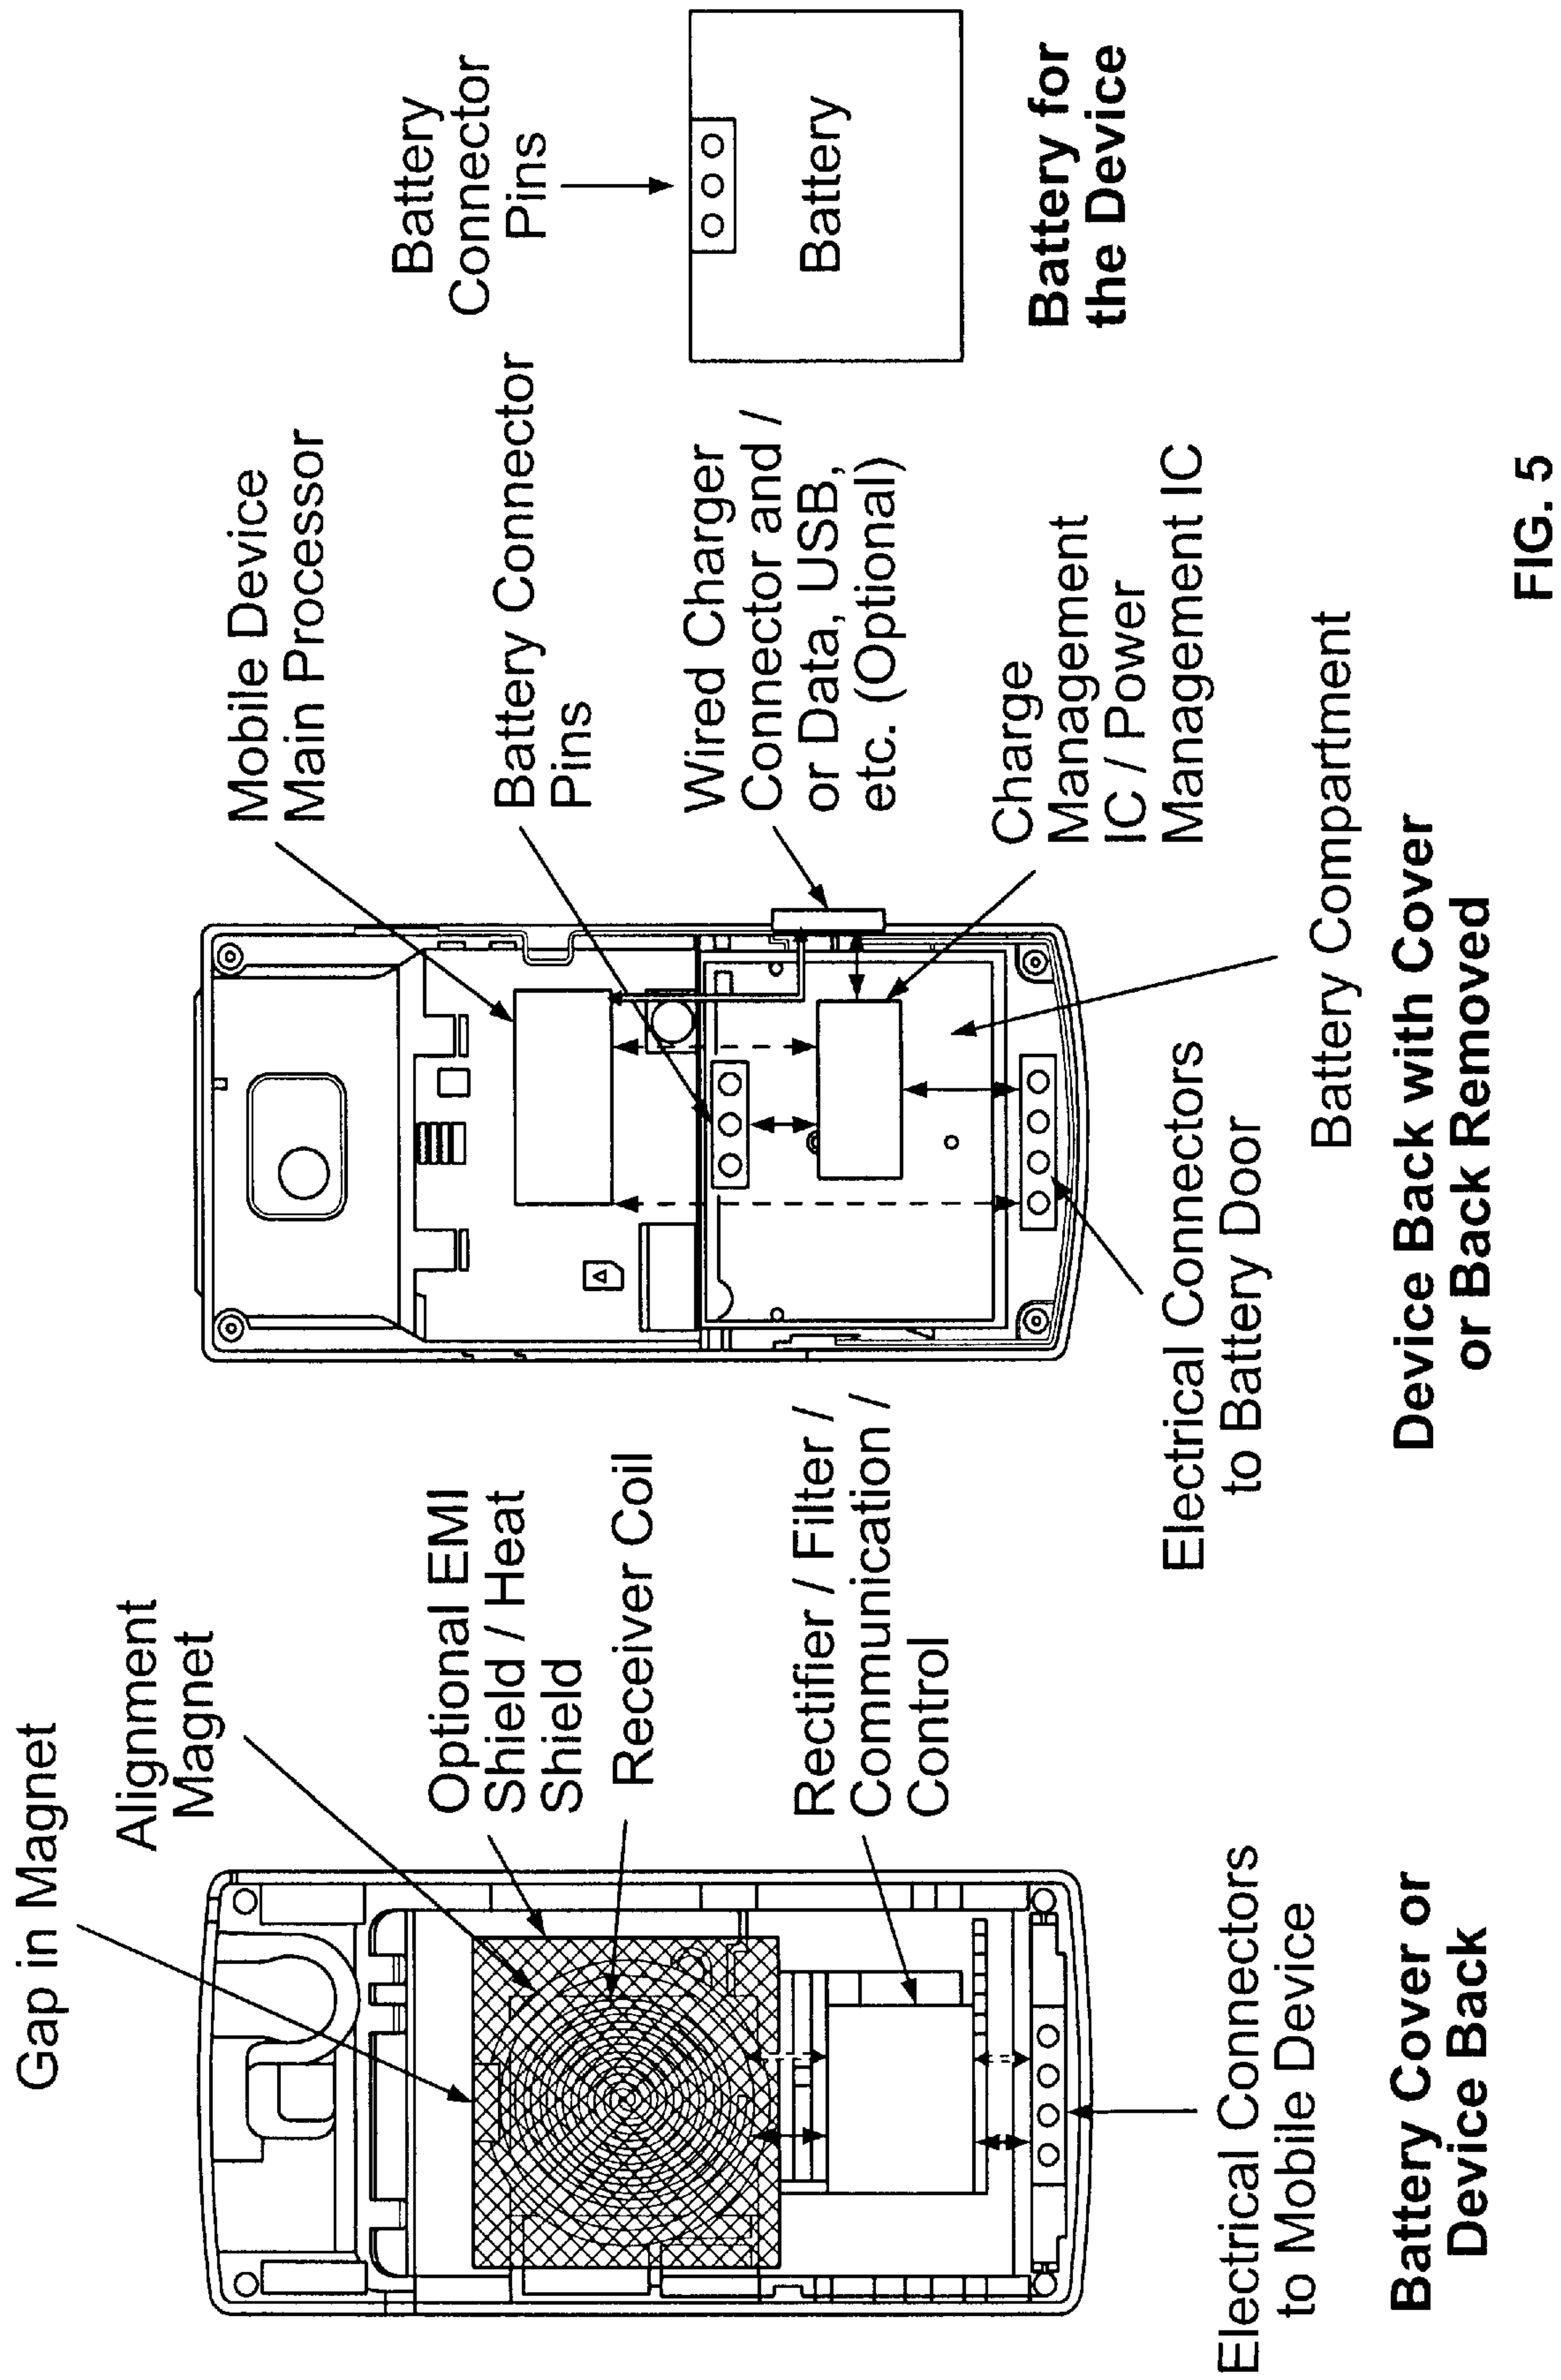 Gap in Magnet
Alignment
Magnet
Optional EMI
Shield / Heat
Shield
Receiver Coil
Rectifier / Filter /
Communication /
Control
Electrical Connectors
to Mobile Device
Battery Cover or
Device Back
Mobile Device
Main Processor
Battery Connector
Pins
Wired Charger
Connector and /
or Data, USB,
etc. (Optional)
Charge
Management
IC / Power
Management IC
Battery Compartment
Electrical Connectors
to Battery Door
Device Back with Cover
or Back Removed
Battery
Connector
Pins
Battery
Battery for
the Device
FIG. 5